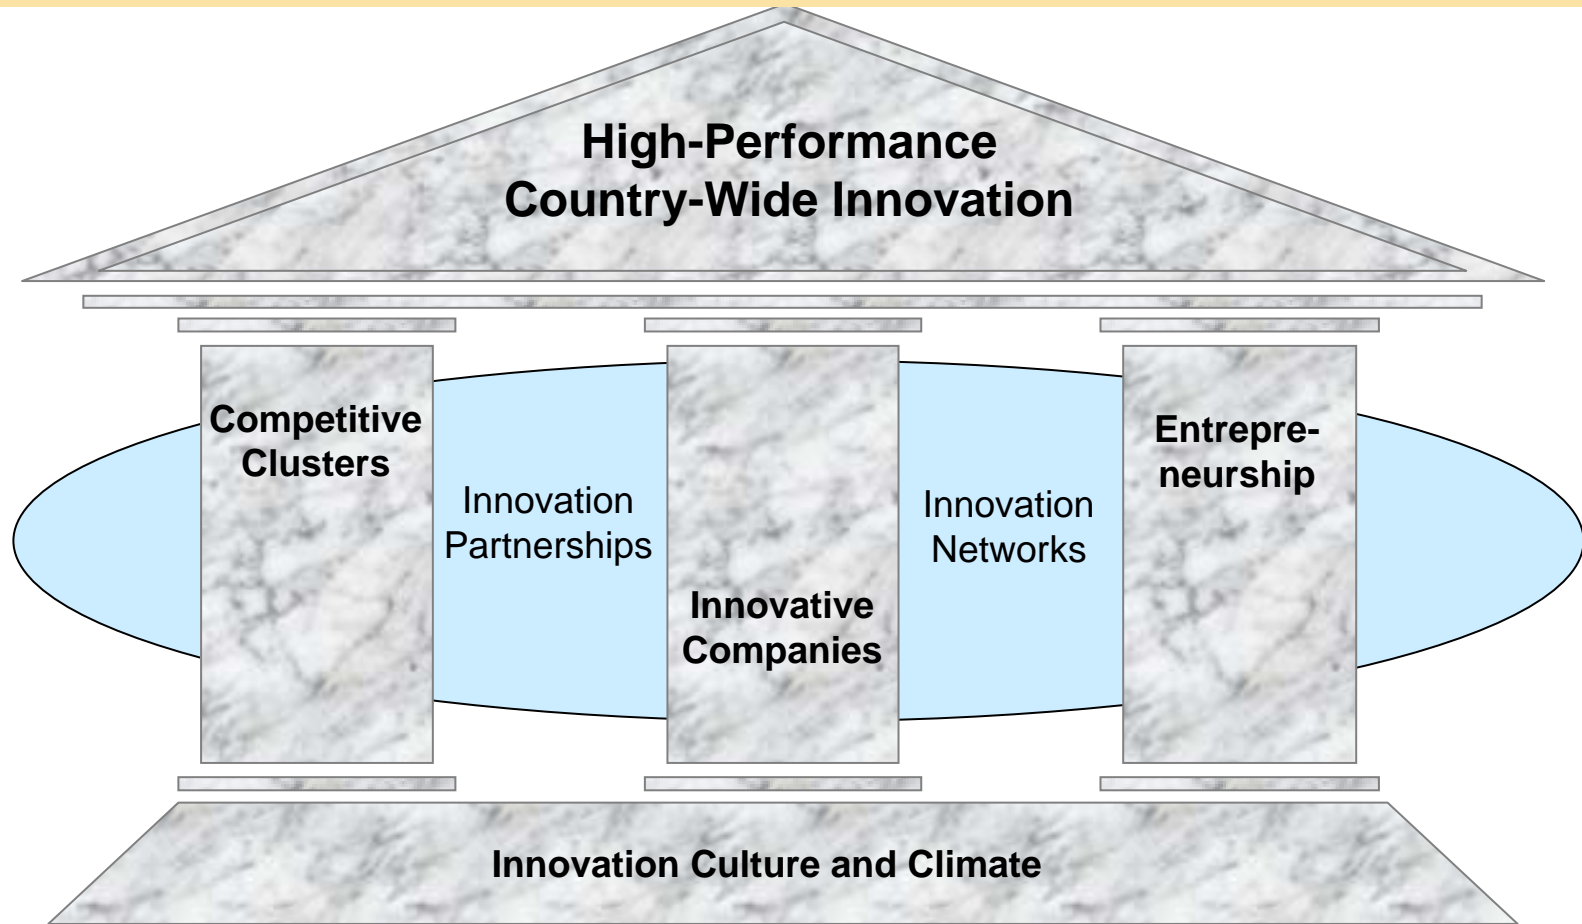 High-Performance
Country-Wide Innovation
Competitive
Clusters
Innovation
Partnerships
Innovative
Companies
Innovation
Networks
Entrepre-
neurship
Innovation Culture and Climate